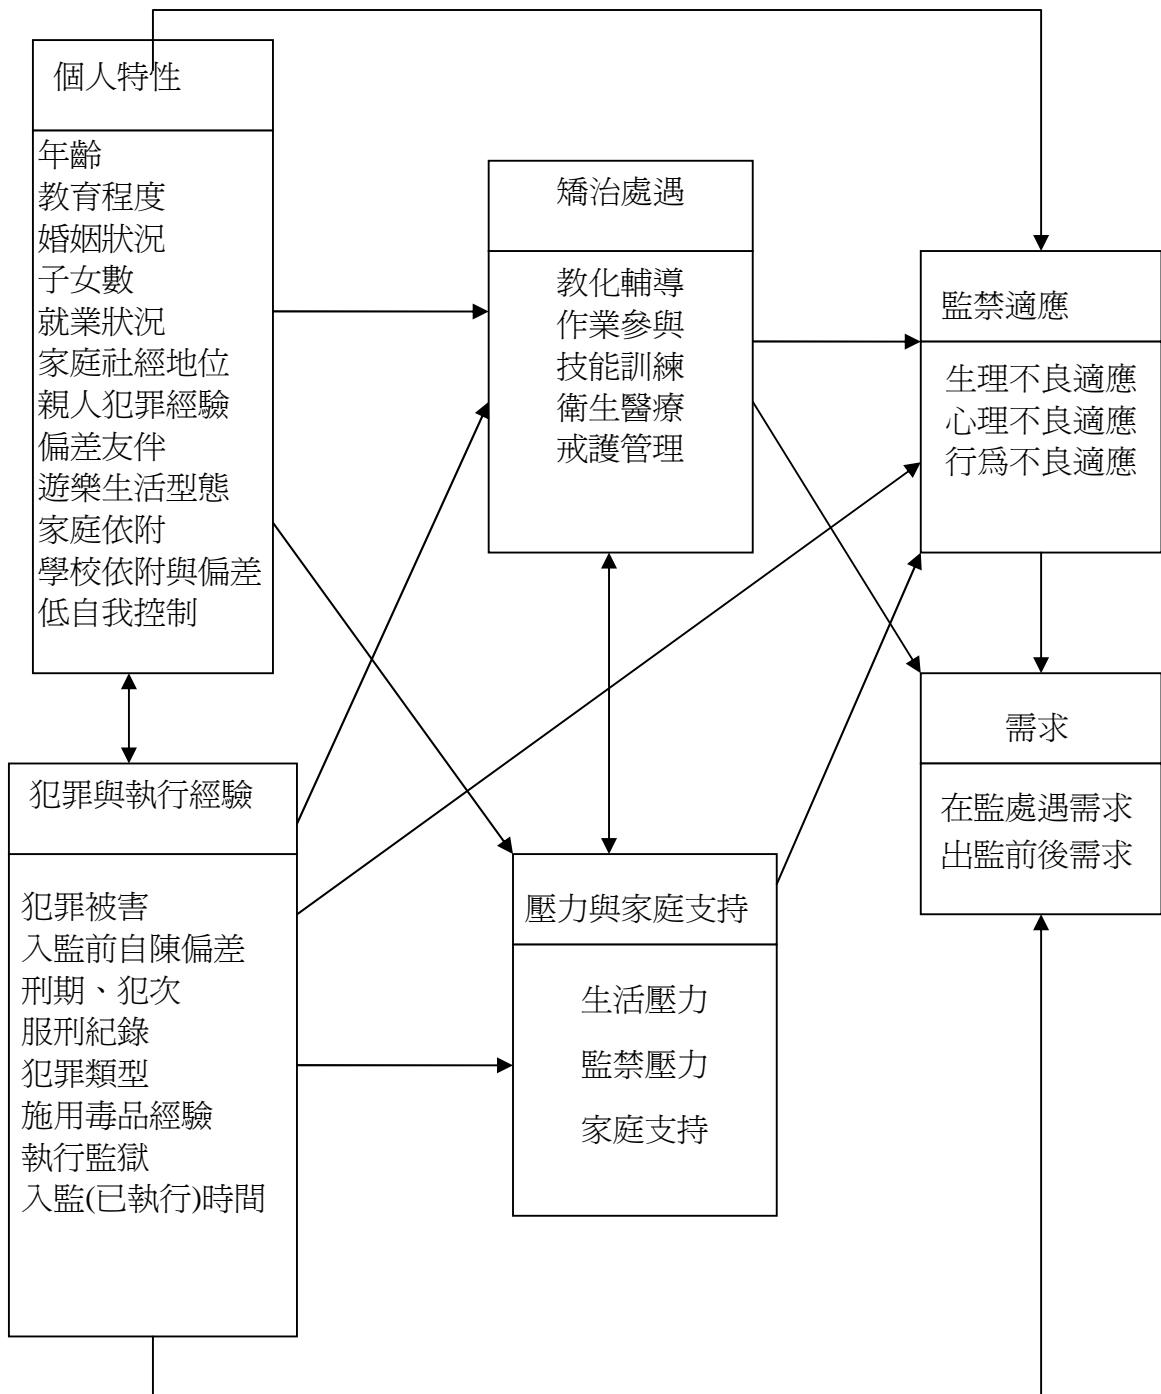 個人特性
年齡
教育程度
婚姻狀況
子女數
就業狀況
家庭社經地位
親人犯罪經驗
偏差友伴
遊樂生活型態
家庭依附
學校依附與偏差
低自我控制
犯罪與執行經驗
犯罪被害
入監前自陳偏差
刑期、犯次
服刑紀錄
犯罪類型
施用毒品經驗
執行監獄
入監(已執行)時間
矯治處遇
教化輔導
作業參與
技能訓練
衛生醫療
戒護管理
壓力與家庭支持
生活壓力
監禁壓力
家庭支持
監禁適應
生理不良適應
心理不良適應
行為不良適應
需求
在監處遇需求
出監前後需求